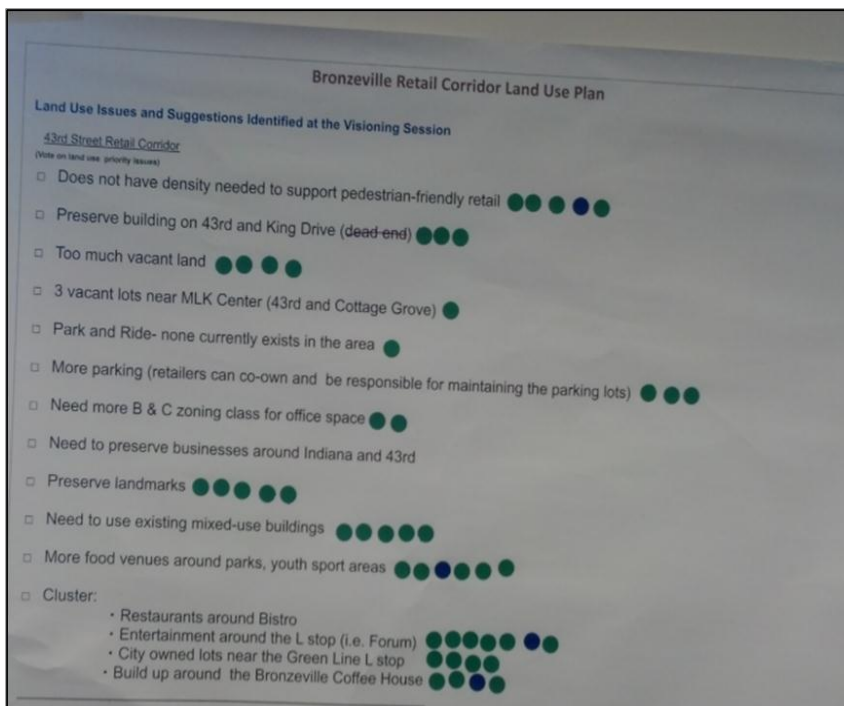 Bronzeville Retail Corridor Land Use Plan
Land Use Issues and Suggestions Identified at the Visioning Session
43rd Street Retail Corridor
(Vote on land use priority issues)
Does not have density needed to support pedestrian-friendly retail
Preserve building on 43rd and King Drive (dead end)
Too much vacant land
3 vacant lots near MLK Center (43rd and Cottage Grove)
Park and Ride- none currently exists in the area
More parking (retailers can co-own and be responsible for maintaining the parking lots)
Need more B & C zoning class for office space
Need to preserve businesses around Indiana and 43rd
Preserve landmarks
Need to use existing mixed-use buildings
More food venues around parks, youth sport areas
Cluster:
· Restaurants around Bistro
· Entertainment around the L stop (i.e. Forum)
· City owned lots near the Green Line L stop
· Build up around the Bronzeville Coffee House